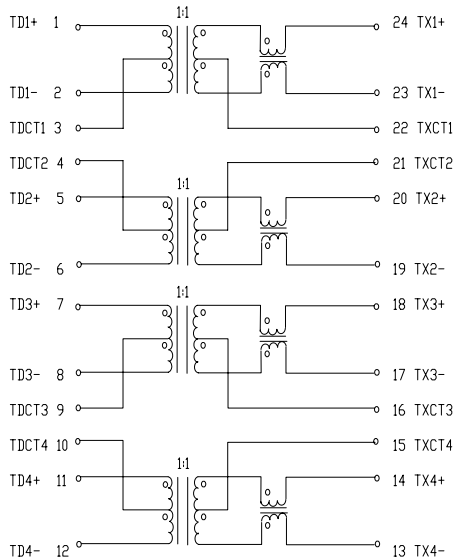 1:1
TD1+ 1 24 TX1+
TD1- 2 23 TX1-
TDCT1 3 22 TXCT1
TDCT2 4 21 TXCT2
1:1
TD2+ 5 20 TX2+
TD2- 6 19 TX2-
1:1
TD3+ 7 18 TX3+
TD3- 8 17 TX3-
TDCT3 9 16 TXCT3
TDCT4 10 15 TXCT4
1:1
TD4+ 11 14 TX4+
TD4- 12 13 TX4-